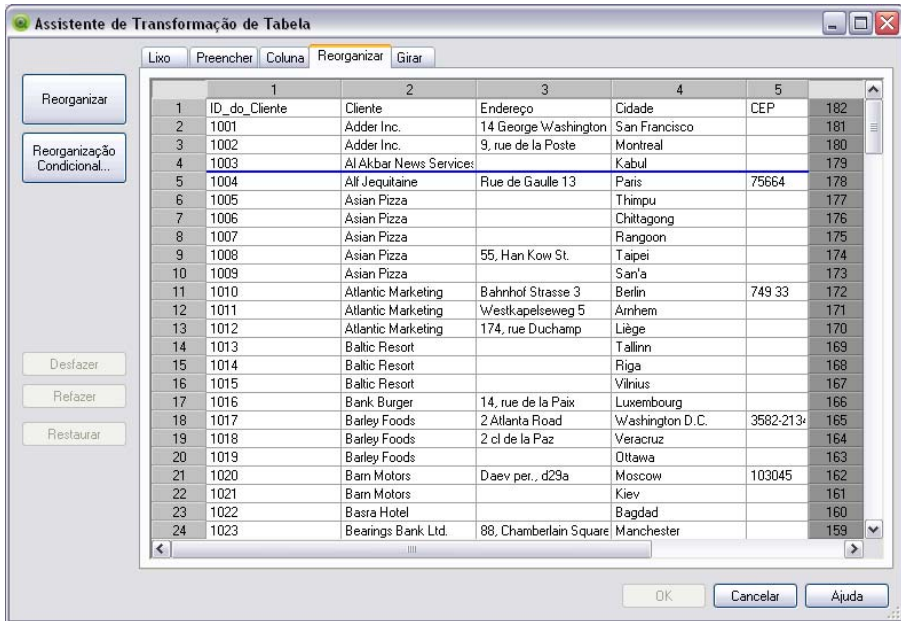 Assistente de Transformação de Tabela
Lixo Preencher Coluna Reorganizar Girar
Reorganizar
Reorganização Condicional...
Desfazer
Refazer
Restaurar
1 2 3 4 5
1 ID_do_Cliente Cliente Endereço Cidade CEP 182
2 1001 Adder Inc. 14 George Washington San Francisco 181
3 1002 Adder Inc. 9, rue de la Poste Montreal 180
4 1003 Al Akbar News Services Kabul 179
5 1004 Alf Jequitaine Rue de Gaulle 13 Paris 75664 178
6 1005 Asian Pizza Thimpu 177
7 1006 Asian Pizza Chittagong 176
8 1007 Asian Pizza Rangoon 175
9 1008 Asian Pizza 55, Han Kow St. Taipei 174
10 1009 Asian Pizza San'a 173
11 1010 Atlantic Marketing Bahnhof Strasse 3 Berlin 749 33 172
12 1011 Atlantic Marketing Westkapelseweg 5 Arnhem 171
13 1012 Atlantic Marketing 174, rue Duchamp Liège 170
14 1013 Baltic Resort Tallinn 169
15 1014 Baltic Resort Riga 168
16 1015 Baltic Resort Vilnius 167
17 1016 Bank Burger 14, rue de la Paix Luxembourg 166
18 1017 Barley Foods 2 Atlanta Road Washington D.C. 3582-213 165
19 1018 Barley Foods 2 cl de la Paz Veracruz 164
20 1019 Barley Foods Ottawa 163
21 1020 Barn Motors Daev per., d29a Moscow 103045 162
22 1021 Barn Motors Kiev 161
23 1022 Basra Hotel Bagdad 160
24 1023 Bearings Bank Ltd. 88, Chamberlain Square Manchester 159
OK Cancelar Ajuda